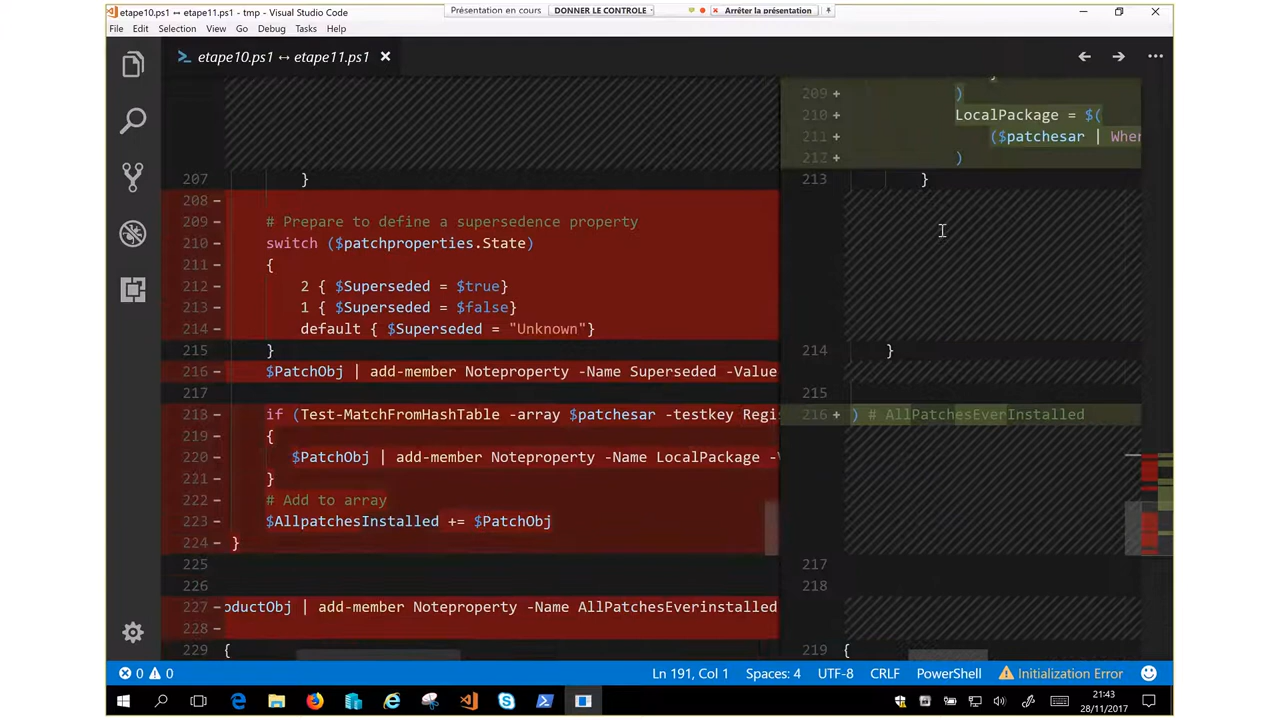 etape10.ps1 ↔ etape11.ps1 - tmp - Visual Studio Code
Présentation en cours
DONNER LE CONTROLE
Arrêter la présentation
File Edit Selection View Go Debug Tasks Help
etape10.ps1 ↔ etape11.ps1
207 }
208 -
209 - # Prepare to define a supersedence property
210 - switch ($patchproperties.State)
211 - {
212 - 2 { $Superseded = $true}
213 - 1 { $Superseded = $false}
214 - default { $Superseded = "Unknown"}
215 }
216 - $PatchObj | add-member Noteproperty -Name Superseded -Value
217
218 - if (Test-MatchFromHashTable -array $patchesar -testkey Regi
219 - {
220 - $PatchObj | add-member Noteproperty -Name LocalPackage -
221 - }
222 - # Add to array
223 - $AllpatchesInstalled += $PatchObj
224 - }
225
226
227 - oductObj | add-member Noteproperty -Name AllPatchesEverinstalled
228 -
229 {
209 + )
210 + LocalPackage = $(
211 + ($patchesar | Wher
212 + )
213 }
214 }
215
216 + ) # AllPatchesEverInstalled
217
218
219 {
0 0
Ln 191, Col 1 Spaces: 4 UTF-8 CRLF PowerShell Initialization Error
21:43
28/11/2017